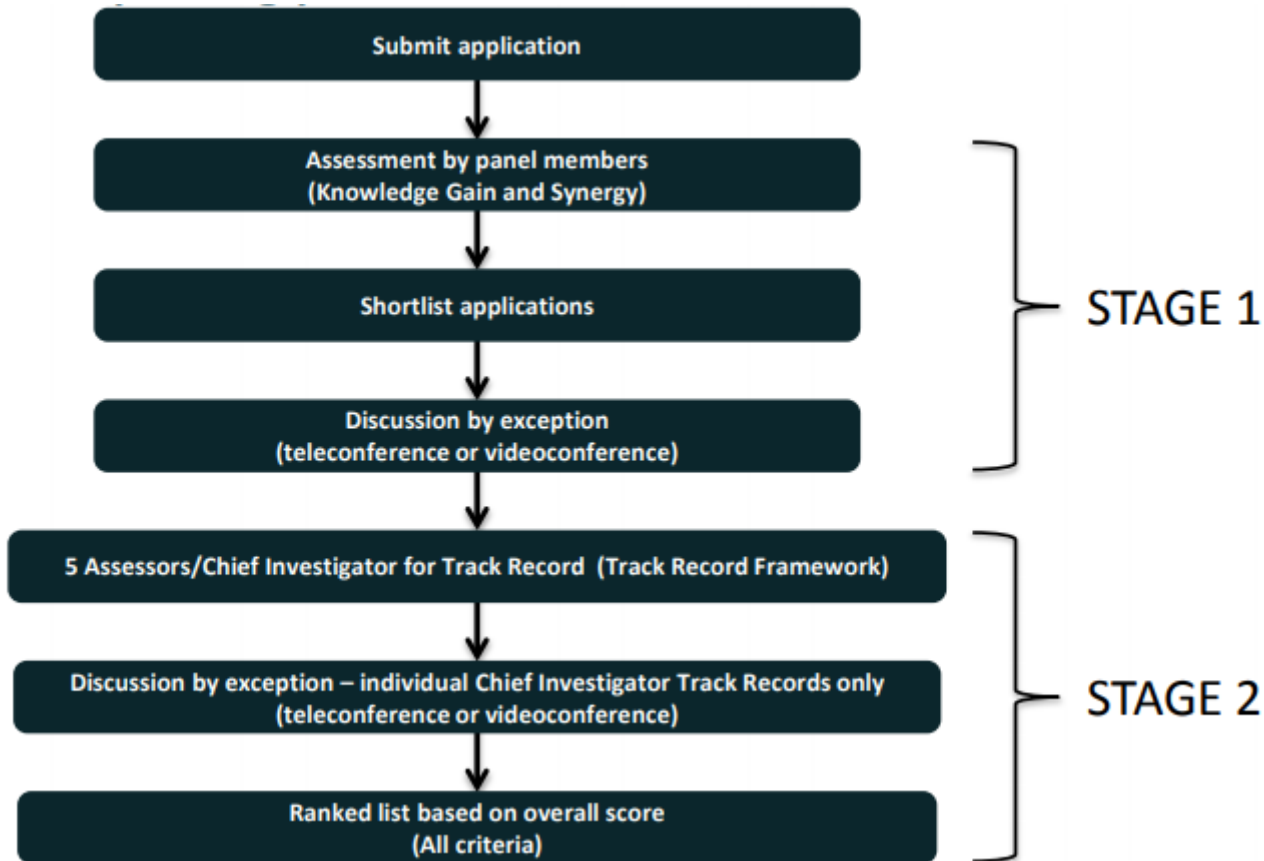 Submit application
Assessment by panel members
(Knowledge Gain and Synergy)
Shortlist applications
Discussion by exception
(teleconference or videoconference)
STAGE 1
5 Assessors/Chief Investigator for Track Record (Track Record Framework)
Discussion by exception – individual Chief Investigator Track Records only
(teleconference or videoconference)
Ranked list based on overall score
(All criteria)
STAGE 2